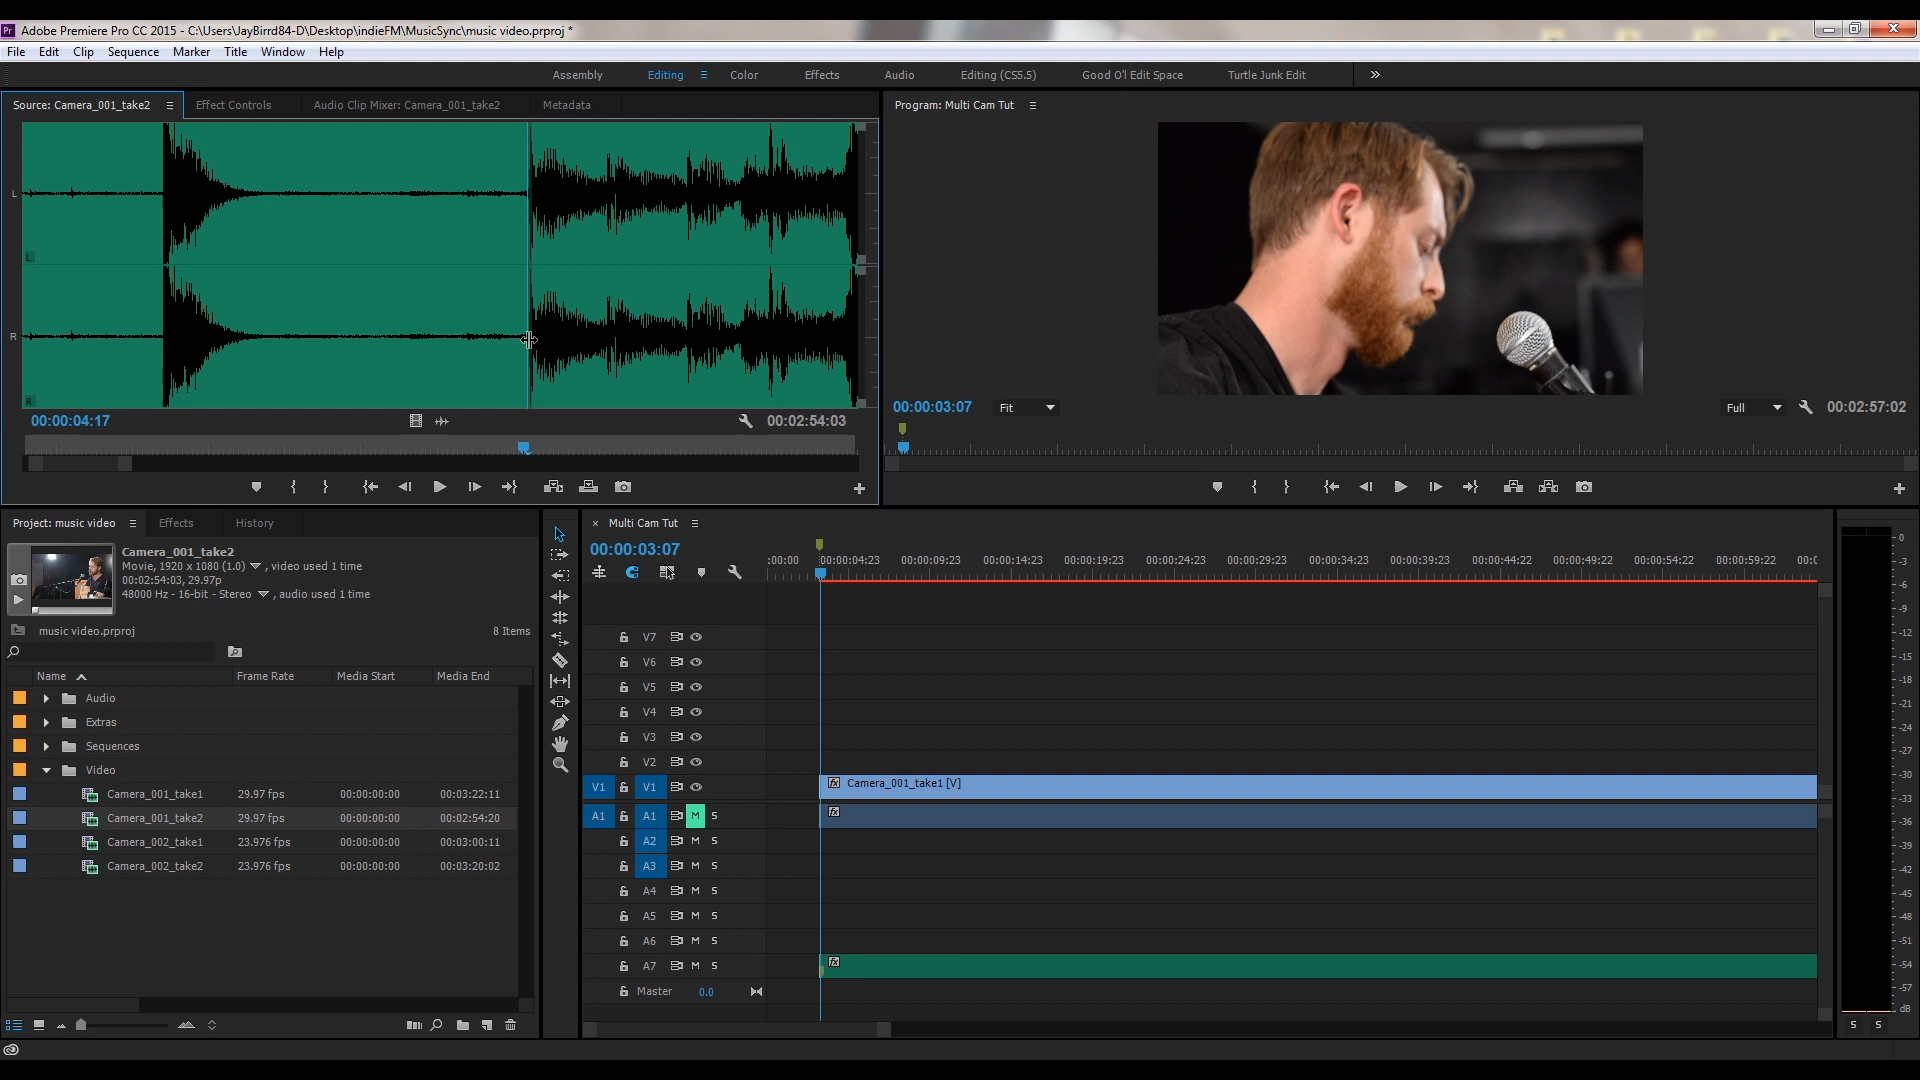 Adobe Premiere Pro CC 2015 - C:\Users\JayBirrd84-D\Desktop\indieFM\MusicSync\music video.prproj *
File Edit Clip Sequence Marker Title Window Help
Assembly Editing Color Effects Audio Editing (CS5.5) Good O'l Edit Space Turtle Junk Edit
Source: Camera_001_take2 Effect Controls Audio Clip Mixer: Camera_001_take2 Metadata
L
L
R
R
00:00:04:17 00:02:54:03
Program: Multi Cam Tut
00:00:03:07 Fit Full 00:02:57:02
Project: music video Effects History
Camera_001_take2
Movie, 1920 x 1080 (1.0) , video used 1 time
00:02:54:03, 29.97p
48000 Hz - 16-bit - Stereo , audio used 1 time
music video.prproj 8 Items
Name Frame Rate Media Start Media End
Audio
Extras
Sequences
Video
Camera_001_take1 29.97 fps 00:00:00:00 00:03:22:11
Camera_001_take2 29.97 fps 00:00:00:00 00:02:54:20
Camera_002_take1 23.976 fps 00:00:00:00 00:03:00:11
Camera_002_take2 23.976 fps 00:00:00:00 00:03:20:02
× Multi Cam Tut
00:00:03:07
:00:00 00:00:04:23 00:00:09:23 00:00:14:23 00:00:19:23 00:00:24:23 00:00:29:23 00:00:34:23 00:00:39:23 00:00:44:22 00:00:49:22 00:00:54:22 00:00:59:22 00:0
V7
V6
V5
V4
V3
V2
V1 V1 Camera_001_take1 [V]
A1 A1 M S
A2 M S
A3 M S
A4 M S
A5 M S
A6 M S
A7 M S
Master 0.0
0
-3
-6
-9
-12
-15
-18
-21
-24
-27
-30
-33
-36
-39
-42
-45
-48
-51
-54
-57
dB
S S